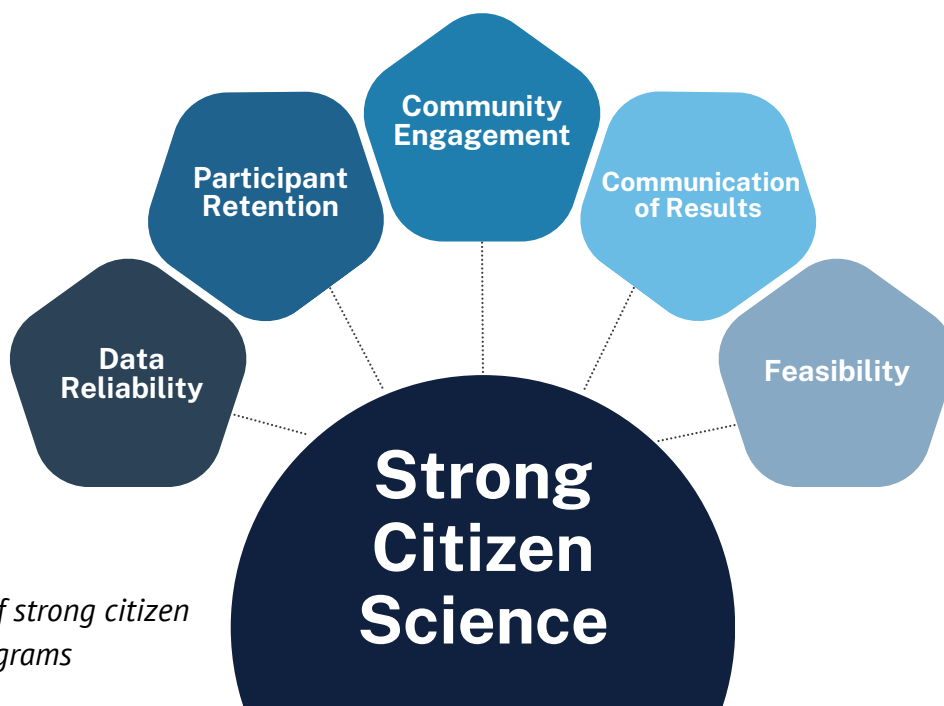 Community
Engagement
Participant
Retention
Communication
of Results
Data
Reliability
Feasibility
Strong
Citizen
Science
strong citizen
grams